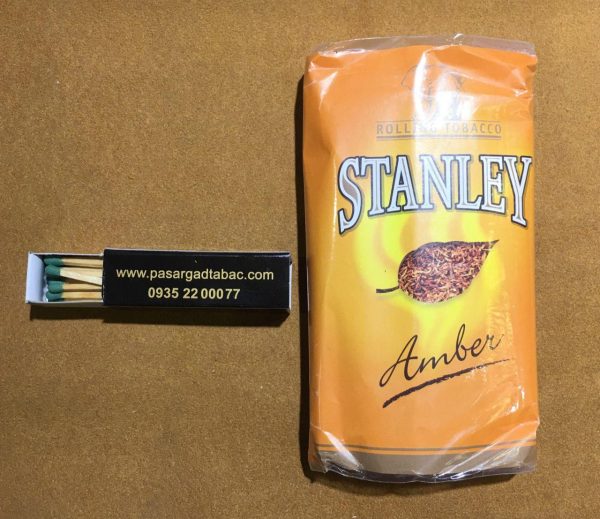 www.pasargadtabac.com
0935 22 00077
ROLLING TOBACCO
STANLEY
Amber